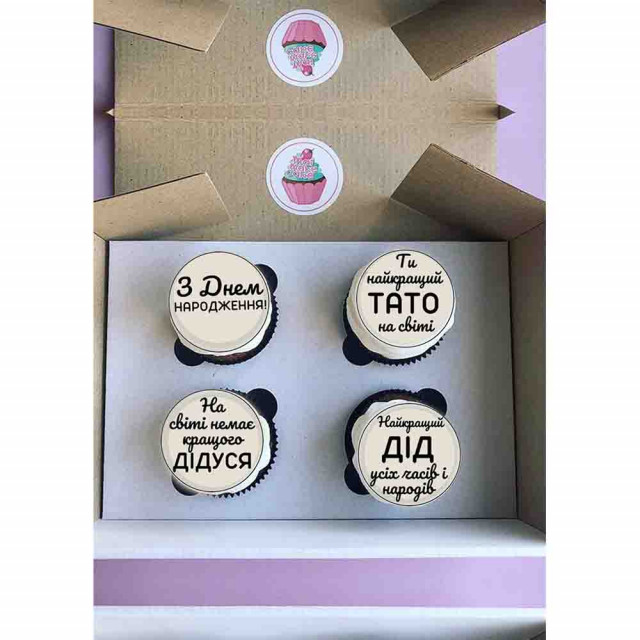 З Днем
НАРОДЖЕННЯ!
Ти
найкращий
ТАТО
на світі
На
світі немає
кращого
ДІДУСЯ
Найкращий
ДІД
усіх часів і
народів